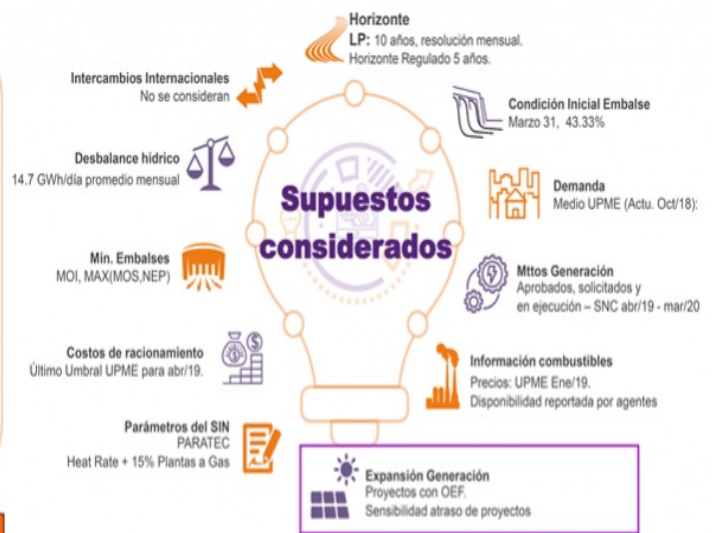 Horizonte
LP: 10 años, resolución mensual.
Horizonte Regulado 5 años.
Intercambios Internacionales
No se consideran
Condición Inicial Embalse
Marzo 31, 43.33%
Desbalance hídrico
14.7 GWh/día promedio mensual
Demanda
Medio UPME (Actu. Oct/18):
Supuestos
considerados
Min. Embalses
MOI, MAX(MOS,NEP)
Mttos Generación
Aprobados, solicitados y
en ejecución – SNC abr/19 - mar/20
Costos de racionamiento
Último Umbral UPME para abr/19.
Información combustibles
Precios: UPME Ene/19.
Disponibilidad reportada por agentes
Parámetros del SIN
PARATEC
Heat Rate + 15% Plantas a Gas
Expansión Generación
Proyectos con OEF.
Sensibilidad atraso de proyectos